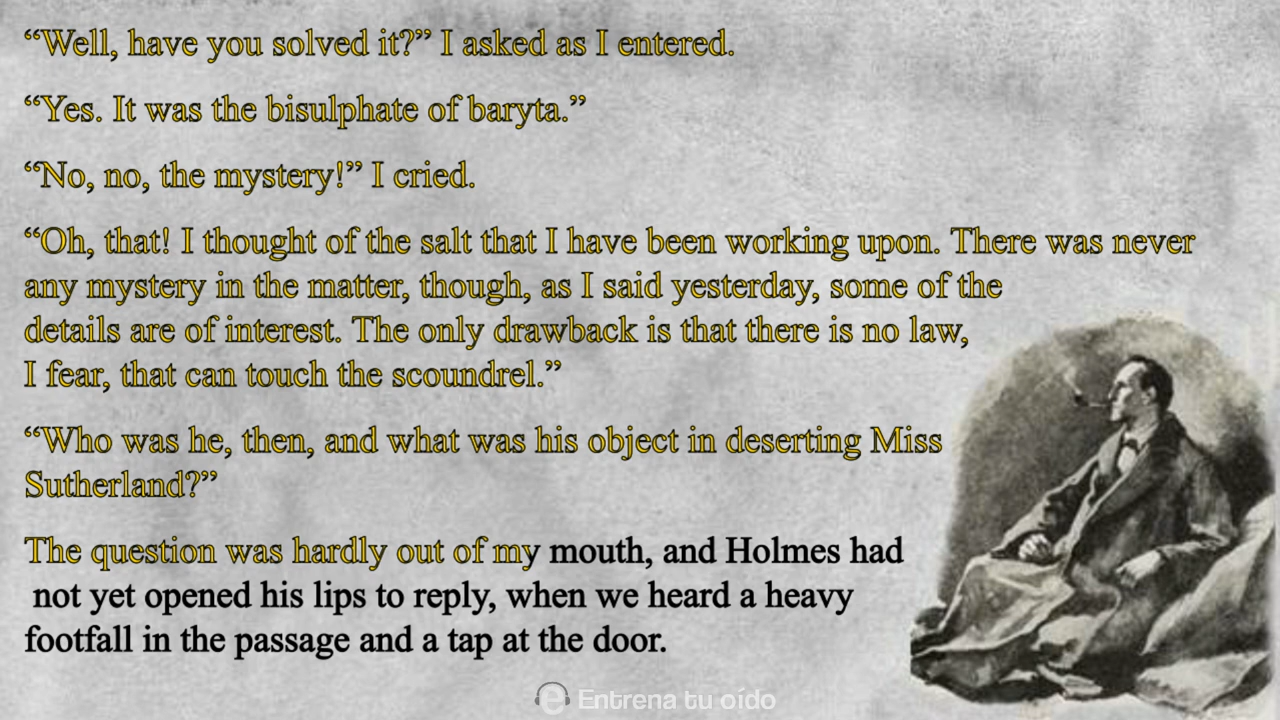 “Well, have you solved it?” I asked as I entered.
“Yes. It was the bisulphate of baryta.”
“No, no, the mystery!” I cried.
“Oh, that! I thought of the salt that I have been working upon. There was never
any mystery in the matter, though, as I said yesterday, some of the
details are of interest. The only drawback is that there is no law,
I fear, that can touch the scoundrel.”
“Who was he, then, and what was his object in deserting Miss
Sutherland?”
The question was hardly out of my mouth, and Holmes had
not yet opened his lips to reply, when we heard a heavy
footfall in the passage and a tap at the door.
e Entrena tu oído